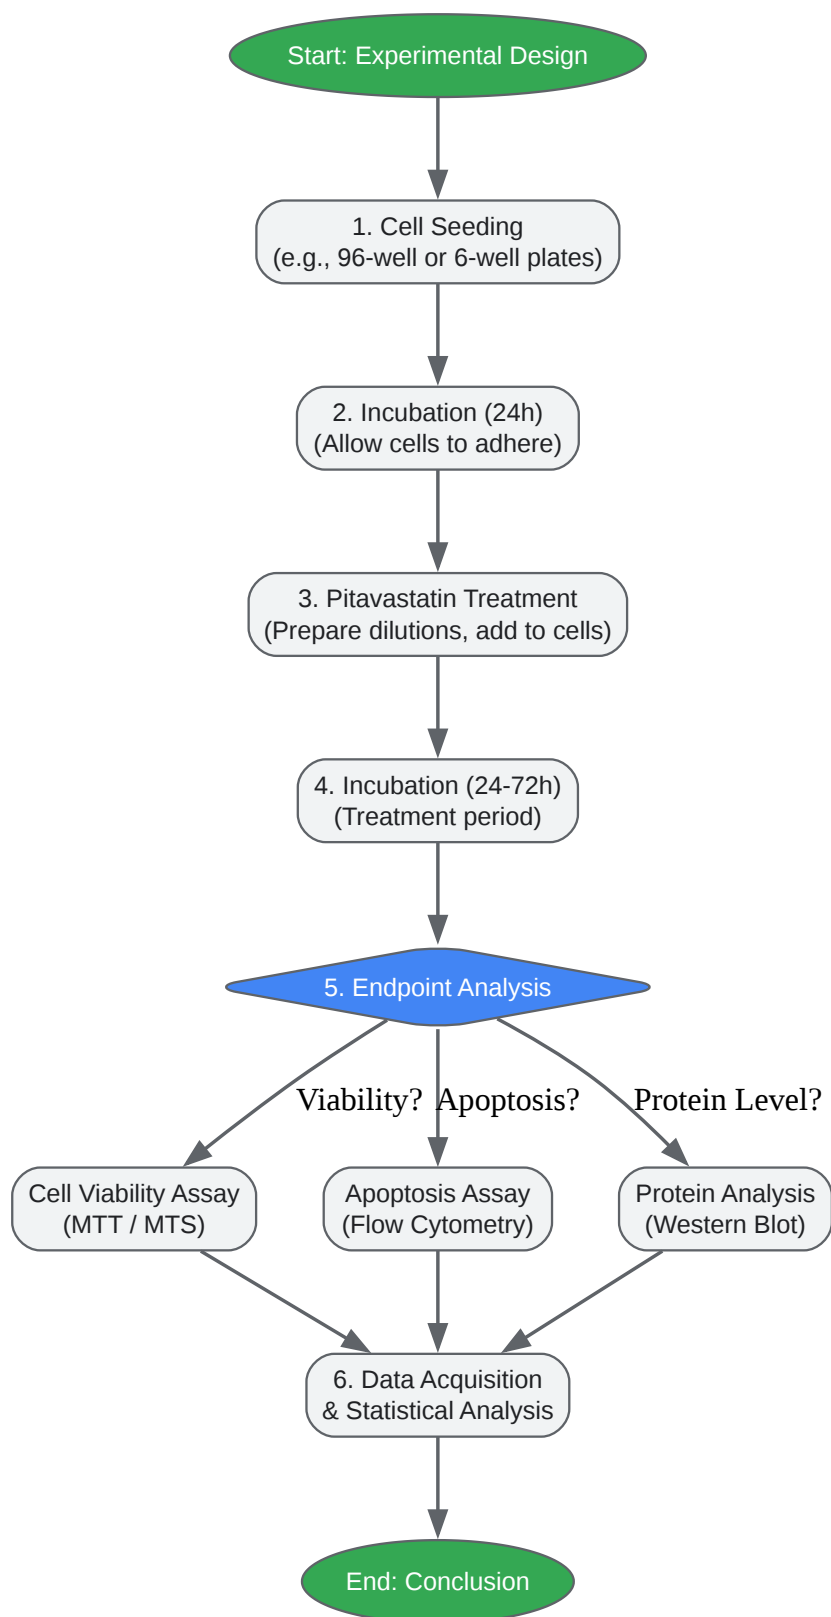 Start: Experimental Design
1. Cell Seeding
(e.g., 96-well or 6-well plates)
2. Incubation (24h)
(Allow cells to adhere)
3. Pitavastatin Treatment
(Prepare dilutions, add to cells)
4. Incubation (24-72h)
(Treatment period)
5. Endpoint Analysis
Viability?
Apoptosis?
Protein Level?
Cell Viability Assay
(MTT / MTS)
Apoptosis Assay
(Flow Cytometry)
Protein Analysis
(Western Blot)
6. Data Acquisition
& Statistical Analysis
End: Conclusion